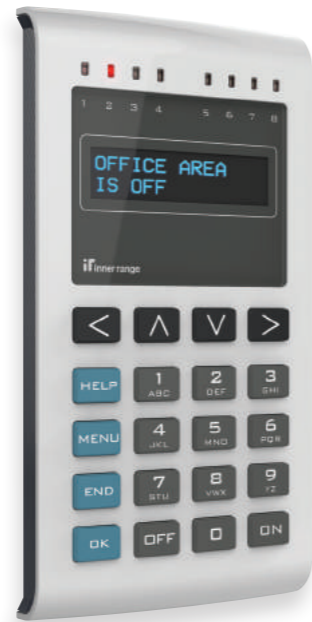 1 2 3 4 5 6 7 8
OFFICE AREA
IS OFF
ir inner range
< ∧ ∨ >
HELP 1 ABC 2 DEF 3 GHI
MENU 4 JKL 5 MNO 6 PQR
END 7 STU 8 VWX 9 YZ
OK OFF 0 ON